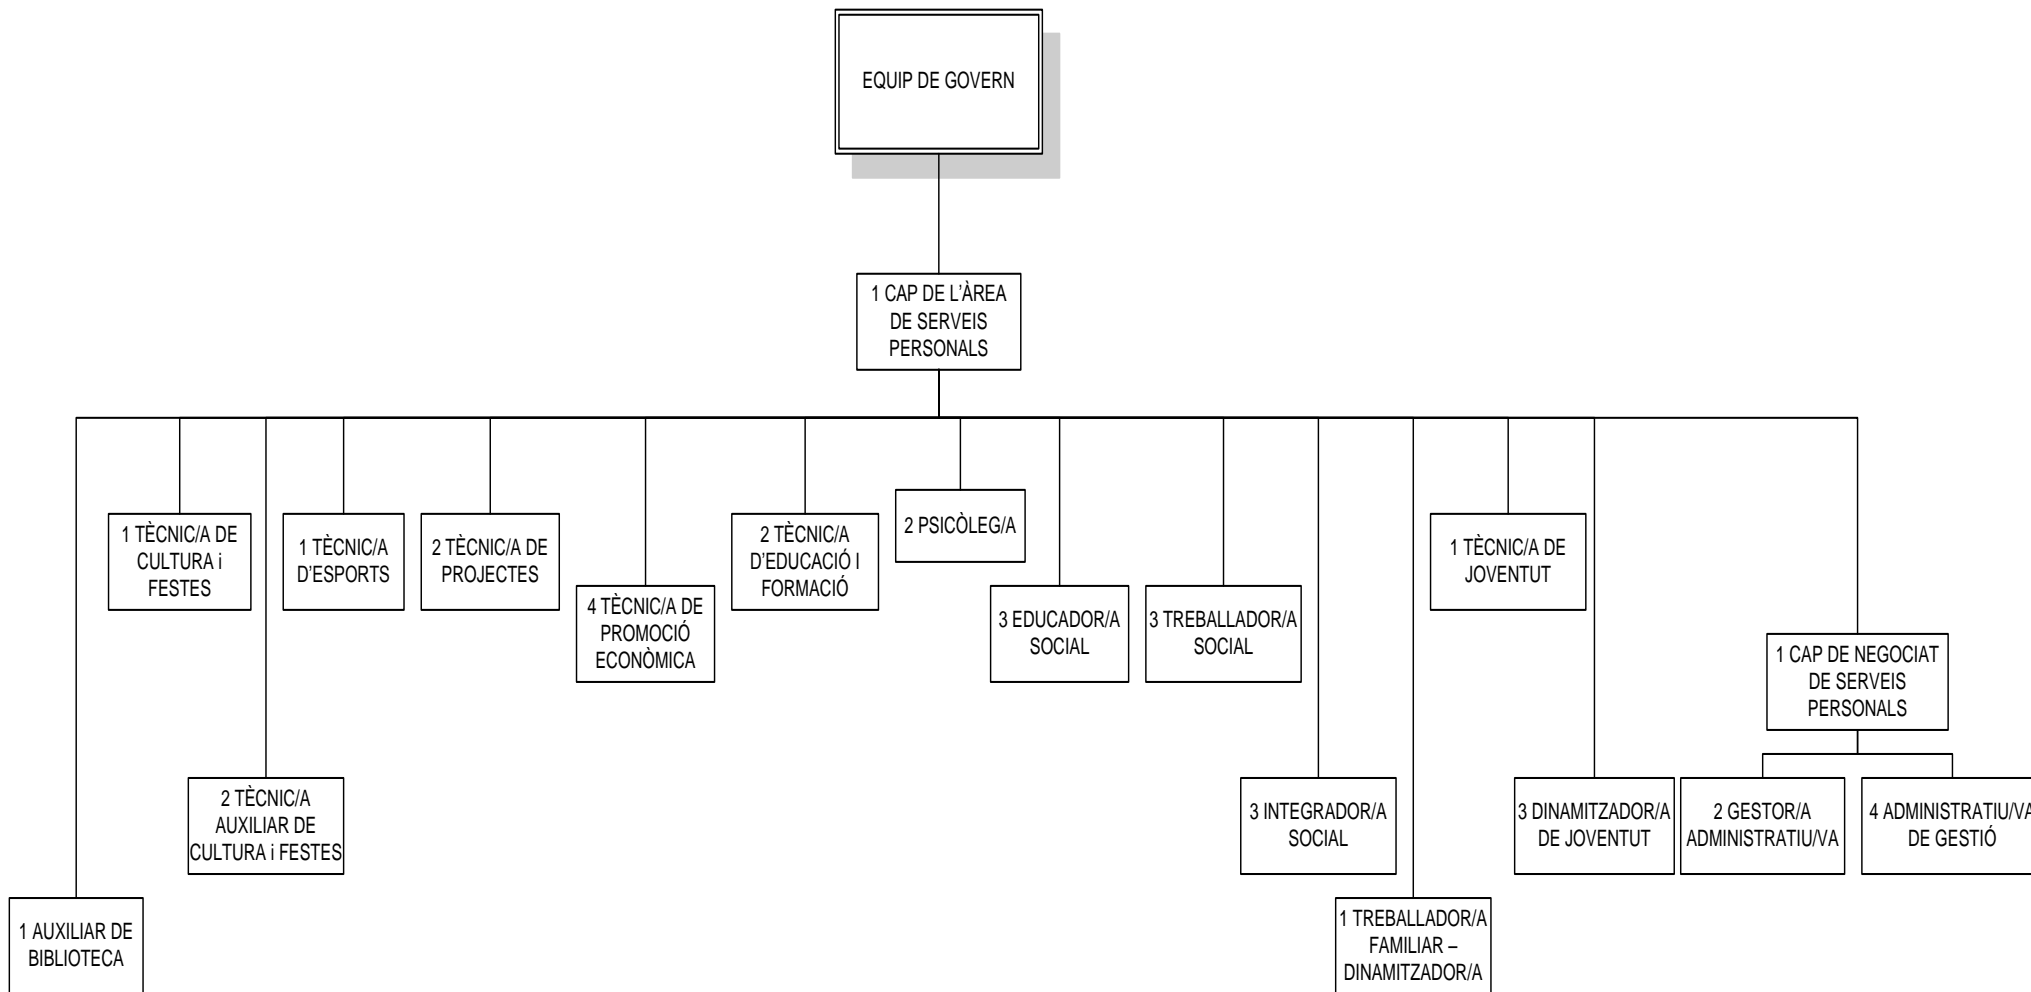 EQUIP DE GOVERN
1 CAP DE L'ÀREA
DE SERVEIS
PERSONALS
1 TÈCNIC/A DE
CULTURA i
FESTES
1 TÈCNIC/A
D'ESPORTS
2 TÈCNIC/A DE
PROJECTES
4 TÈCNIC/A DE
PROMOCIÓ
ECONÒMICA
2 TÈCNIC/A
D'EDUCACIÓ I
FORMACIÓ
2 PSICÒLEG/A
3 EDUCADOR/A
SOCIAL
3 TREBALLADOR/A
SOCIAL
1 TÈCNIC/A DE
JOVENTUT
1 CAP DE NEGOCIAT
DE SERVEIS
PERSONALS
2 TÈCNIC/A
AUXILIAR DE
CULTURA i FESTES
3 INTEGRADOR/A
SOCIAL
3 DINAMITZADOR/A
DE JOVENTUT
2 GESTOR/A
ADMINISTRATIU/VA
4 ADMINISTRATIU/VA
DE GESTIÓ
1 AUXILIAR DE
BIBLIOTECA
1 TREBALLADOR/A
FAMILIAR –
DINAMITZADOR/A